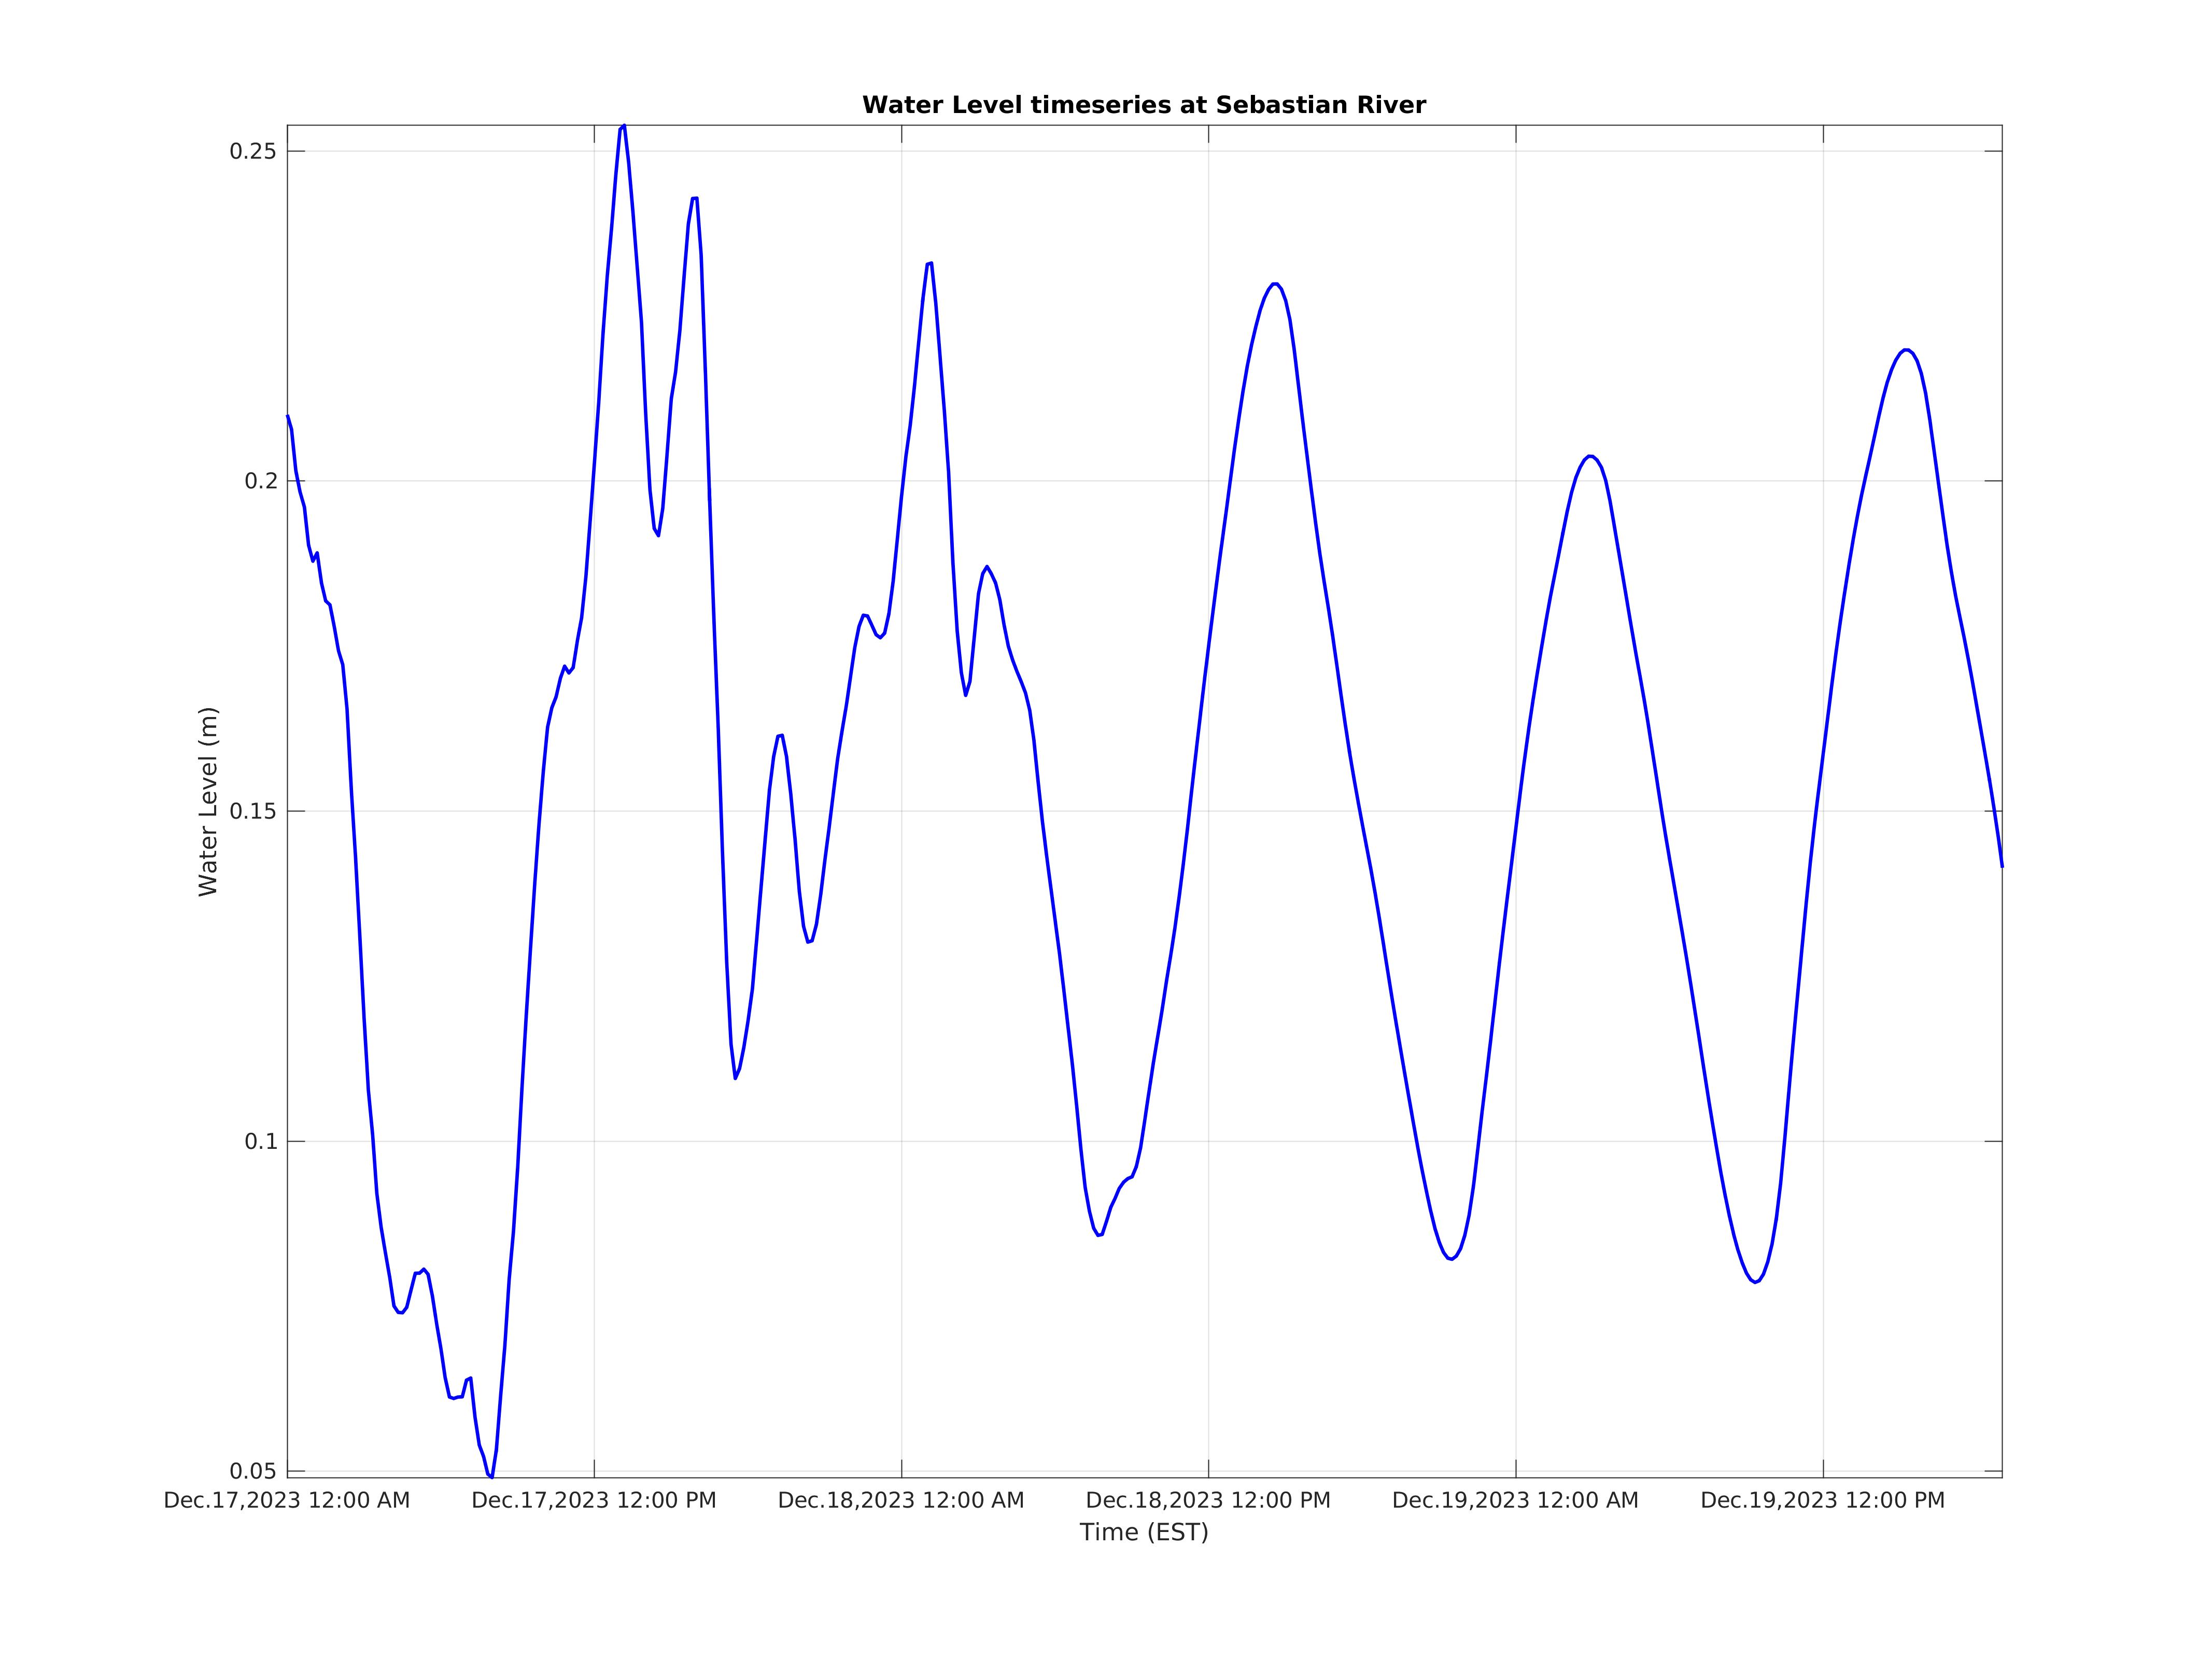 Water Level timeseries at Sebastian River
0.25
0.2
0.15
0.1
0.05
Water Level (m)
Dec.17,2023 12:00 AM Dec.17,2023 12:00 PM Dec.18,2023 12:00 AM Dec.18,2023 12:00 PM Dec.19,2023 12:00 AM Dec.19,2023 12:00 PM
Time (EST)